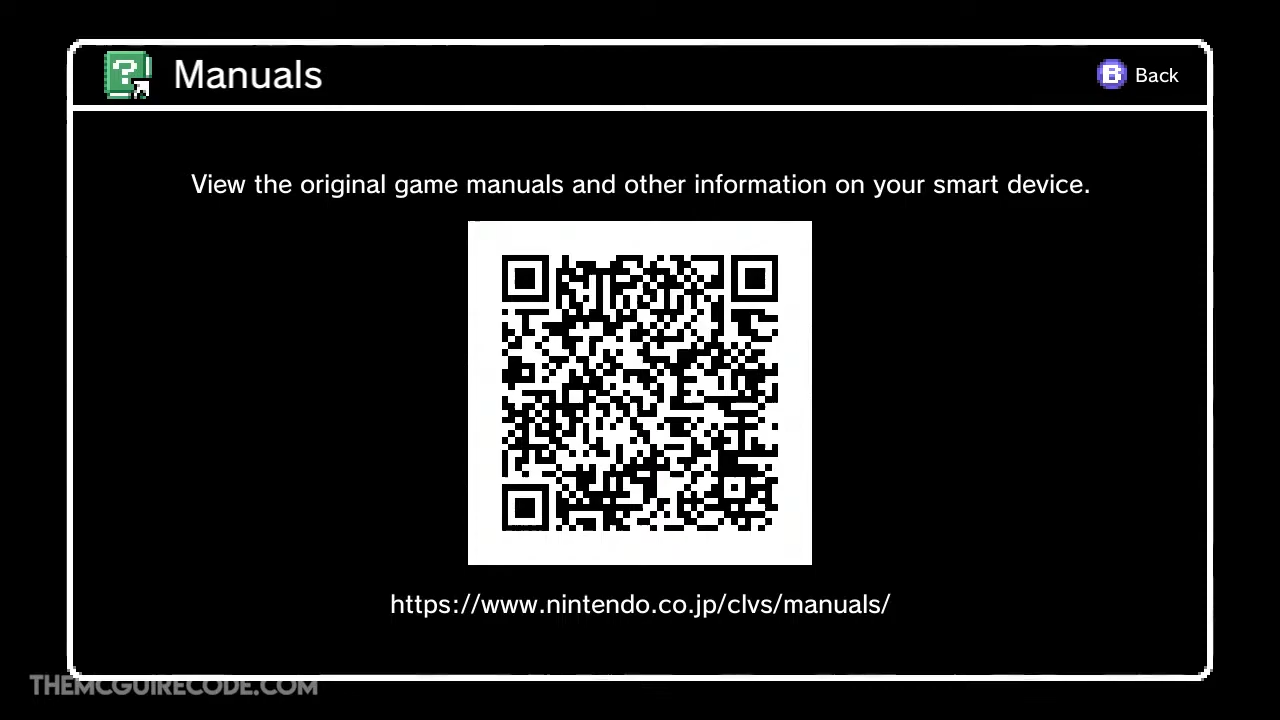 Manuals
B Back
View the original game manuals and other information on your smart device.
https://www.nintendo.co.jp/clvs/manuals/
THEMCGUIRECODE.COM